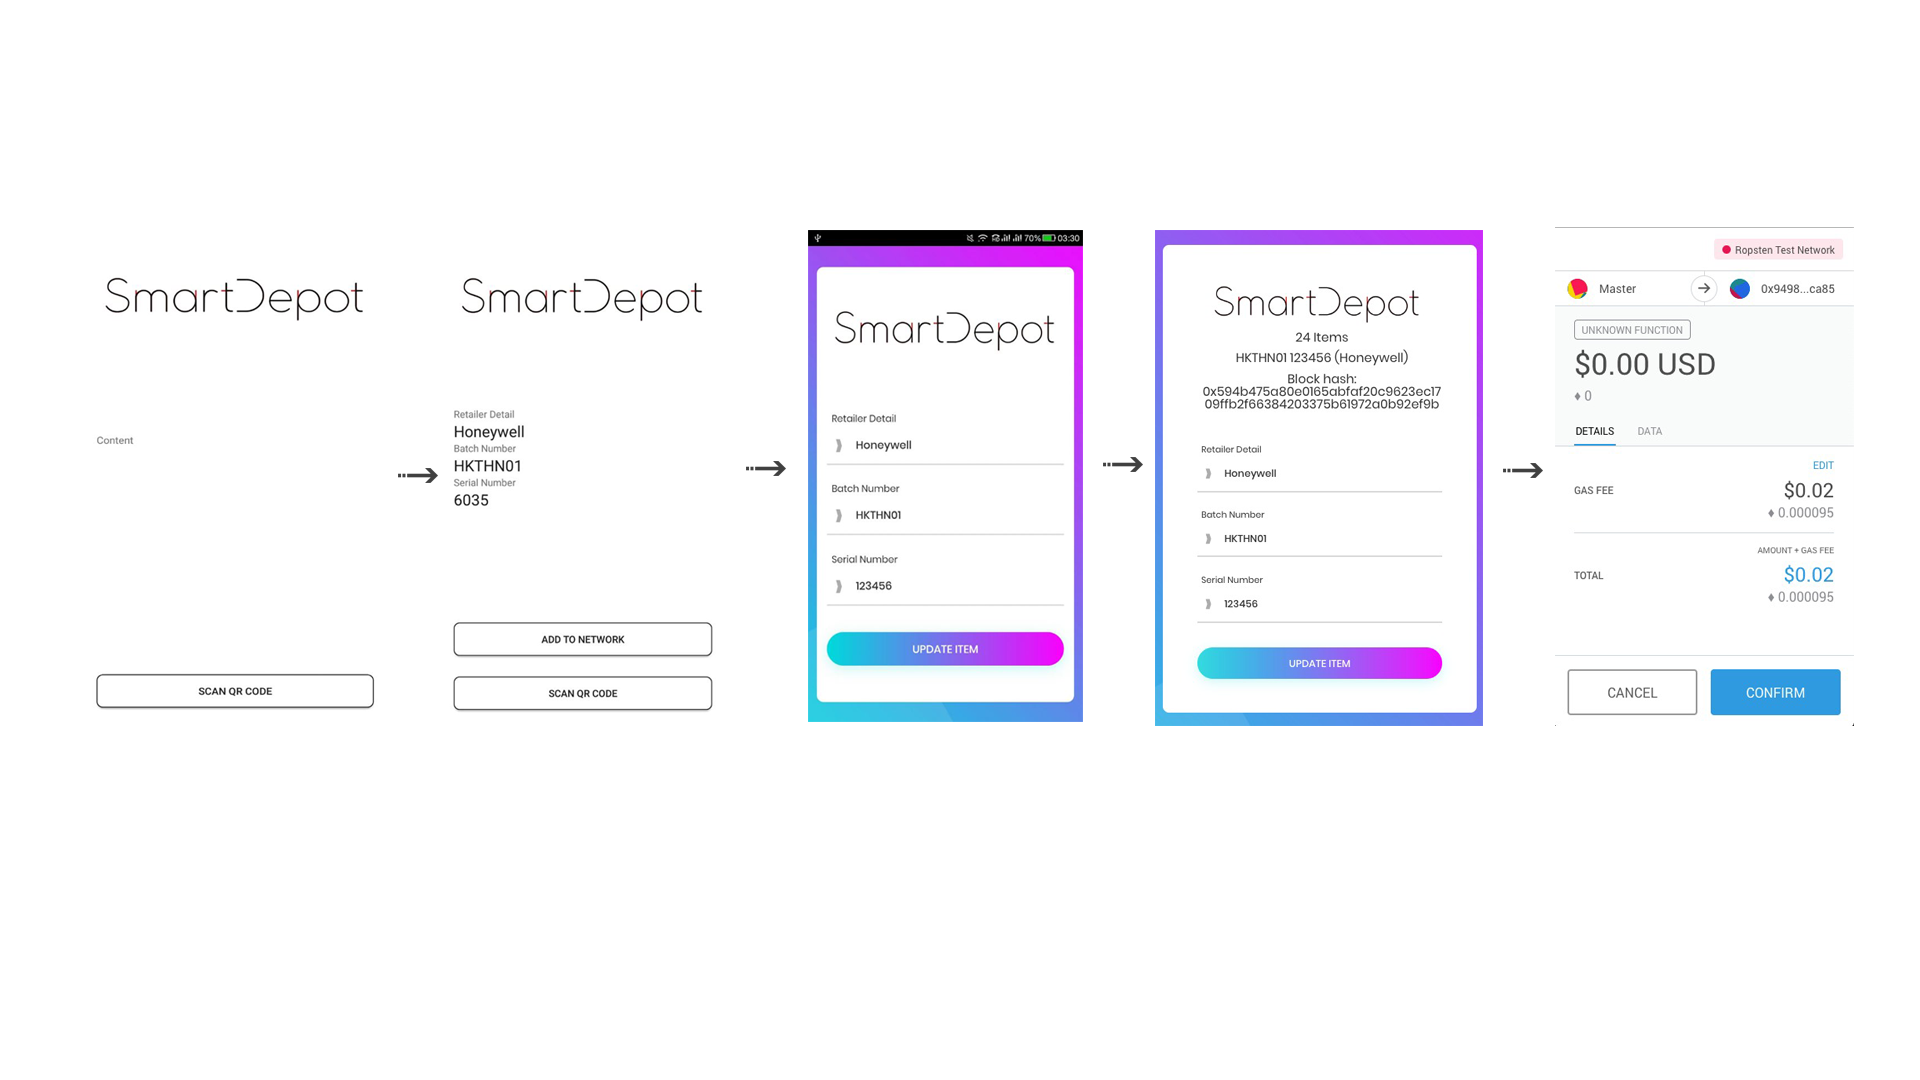 SmartDepot
Content
SCAN QR CODE
SmartDepot
Retailer Detail
Honeywell
Batch Number
HKTHN01
Serial Number
6035
ADD TO NETWORK
SCAN QR CODE
70% 03:30
SmartDepot
Retailer Detail
Honeywell
Batch Number
HKTHN01
Serial Number
123456
UPDATE ITEM
SmartDepot
24 Items
HKTHN01 123456 (Honeywell)
Block hash:
0x594b475a80e0165abfaf20c9623ec17
09ffb2f66384203375b61972a0b92ef9b
Retailer Detail
Honeywell
Batch Number
HKTHN01
Serial Number
123456
UPDATE ITEM
Ropsten Test Network
Master
0x9498...ca85
UNKNOWN FUNCTION
$0.00 USD
0
DETAILS DATA
EDIT
GAS FEE $0.02
0.000095
AMOUNT + GAS FEE
TOTAL $0.02
0.000095
CANCEL CONFIRM